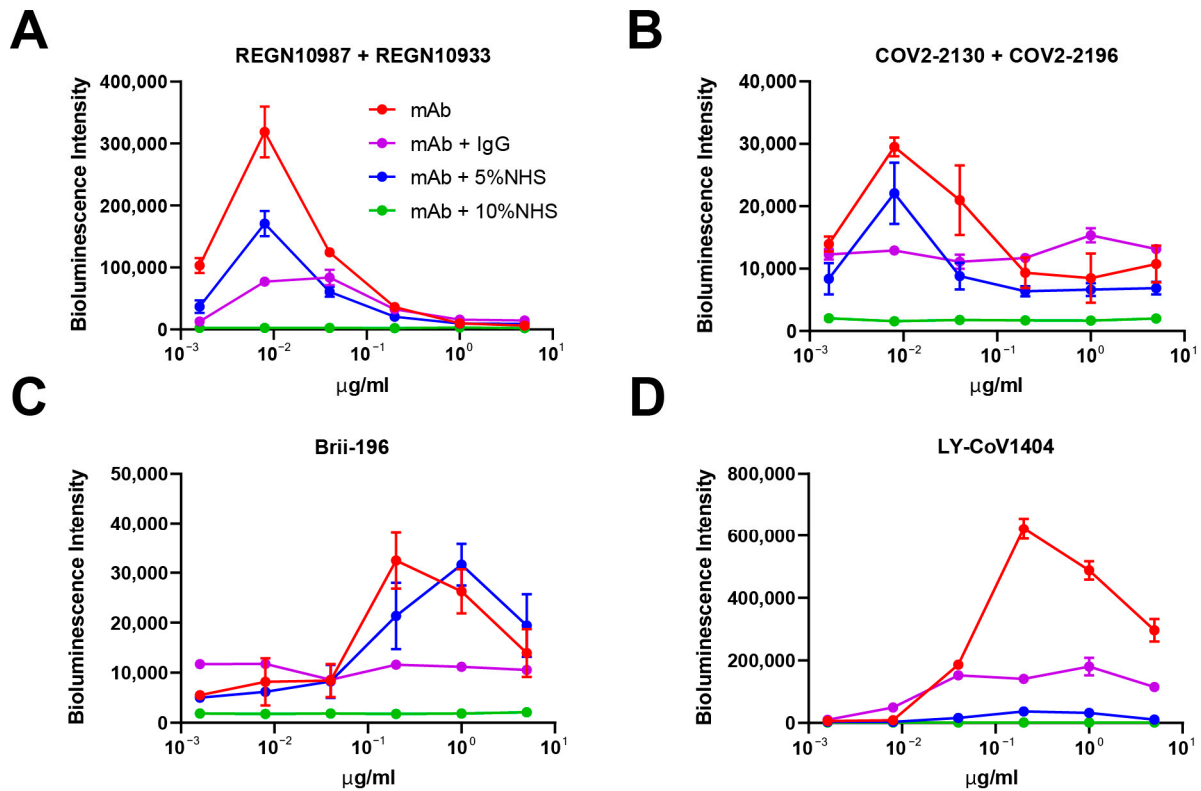 A
REGN10987 + REGN10933
Bioluminescence Intensity
400,000
300,000
200,000
100,000
0
10⁻³ 10⁻² 10⁻¹ 10⁰ 10¹
µg/ml
mAb
mAb + IgG
mAb + 5%NHS
mAb + 10%NHS
B
COV2-2130 + COV2-2196
Bioluminescence Intensity
40,000
30,000
20,000
10,000
0
10⁻³ 10⁻² 10⁻¹ 10⁰ 10¹
µg/ml
C
Brii-196
Bioluminescence Intensity
50,000
40,000
30,000
20,000
10,000
0
10⁻³ 10⁻² 10⁻¹ 10⁰ 10¹
µg/ml
D
LY-CoV1404
Bioluminescence Intensity
800,000
600,000
400,000
200,000
0
10⁻³ 10⁻² 10⁻¹ 10⁰ 10¹
µg/ml